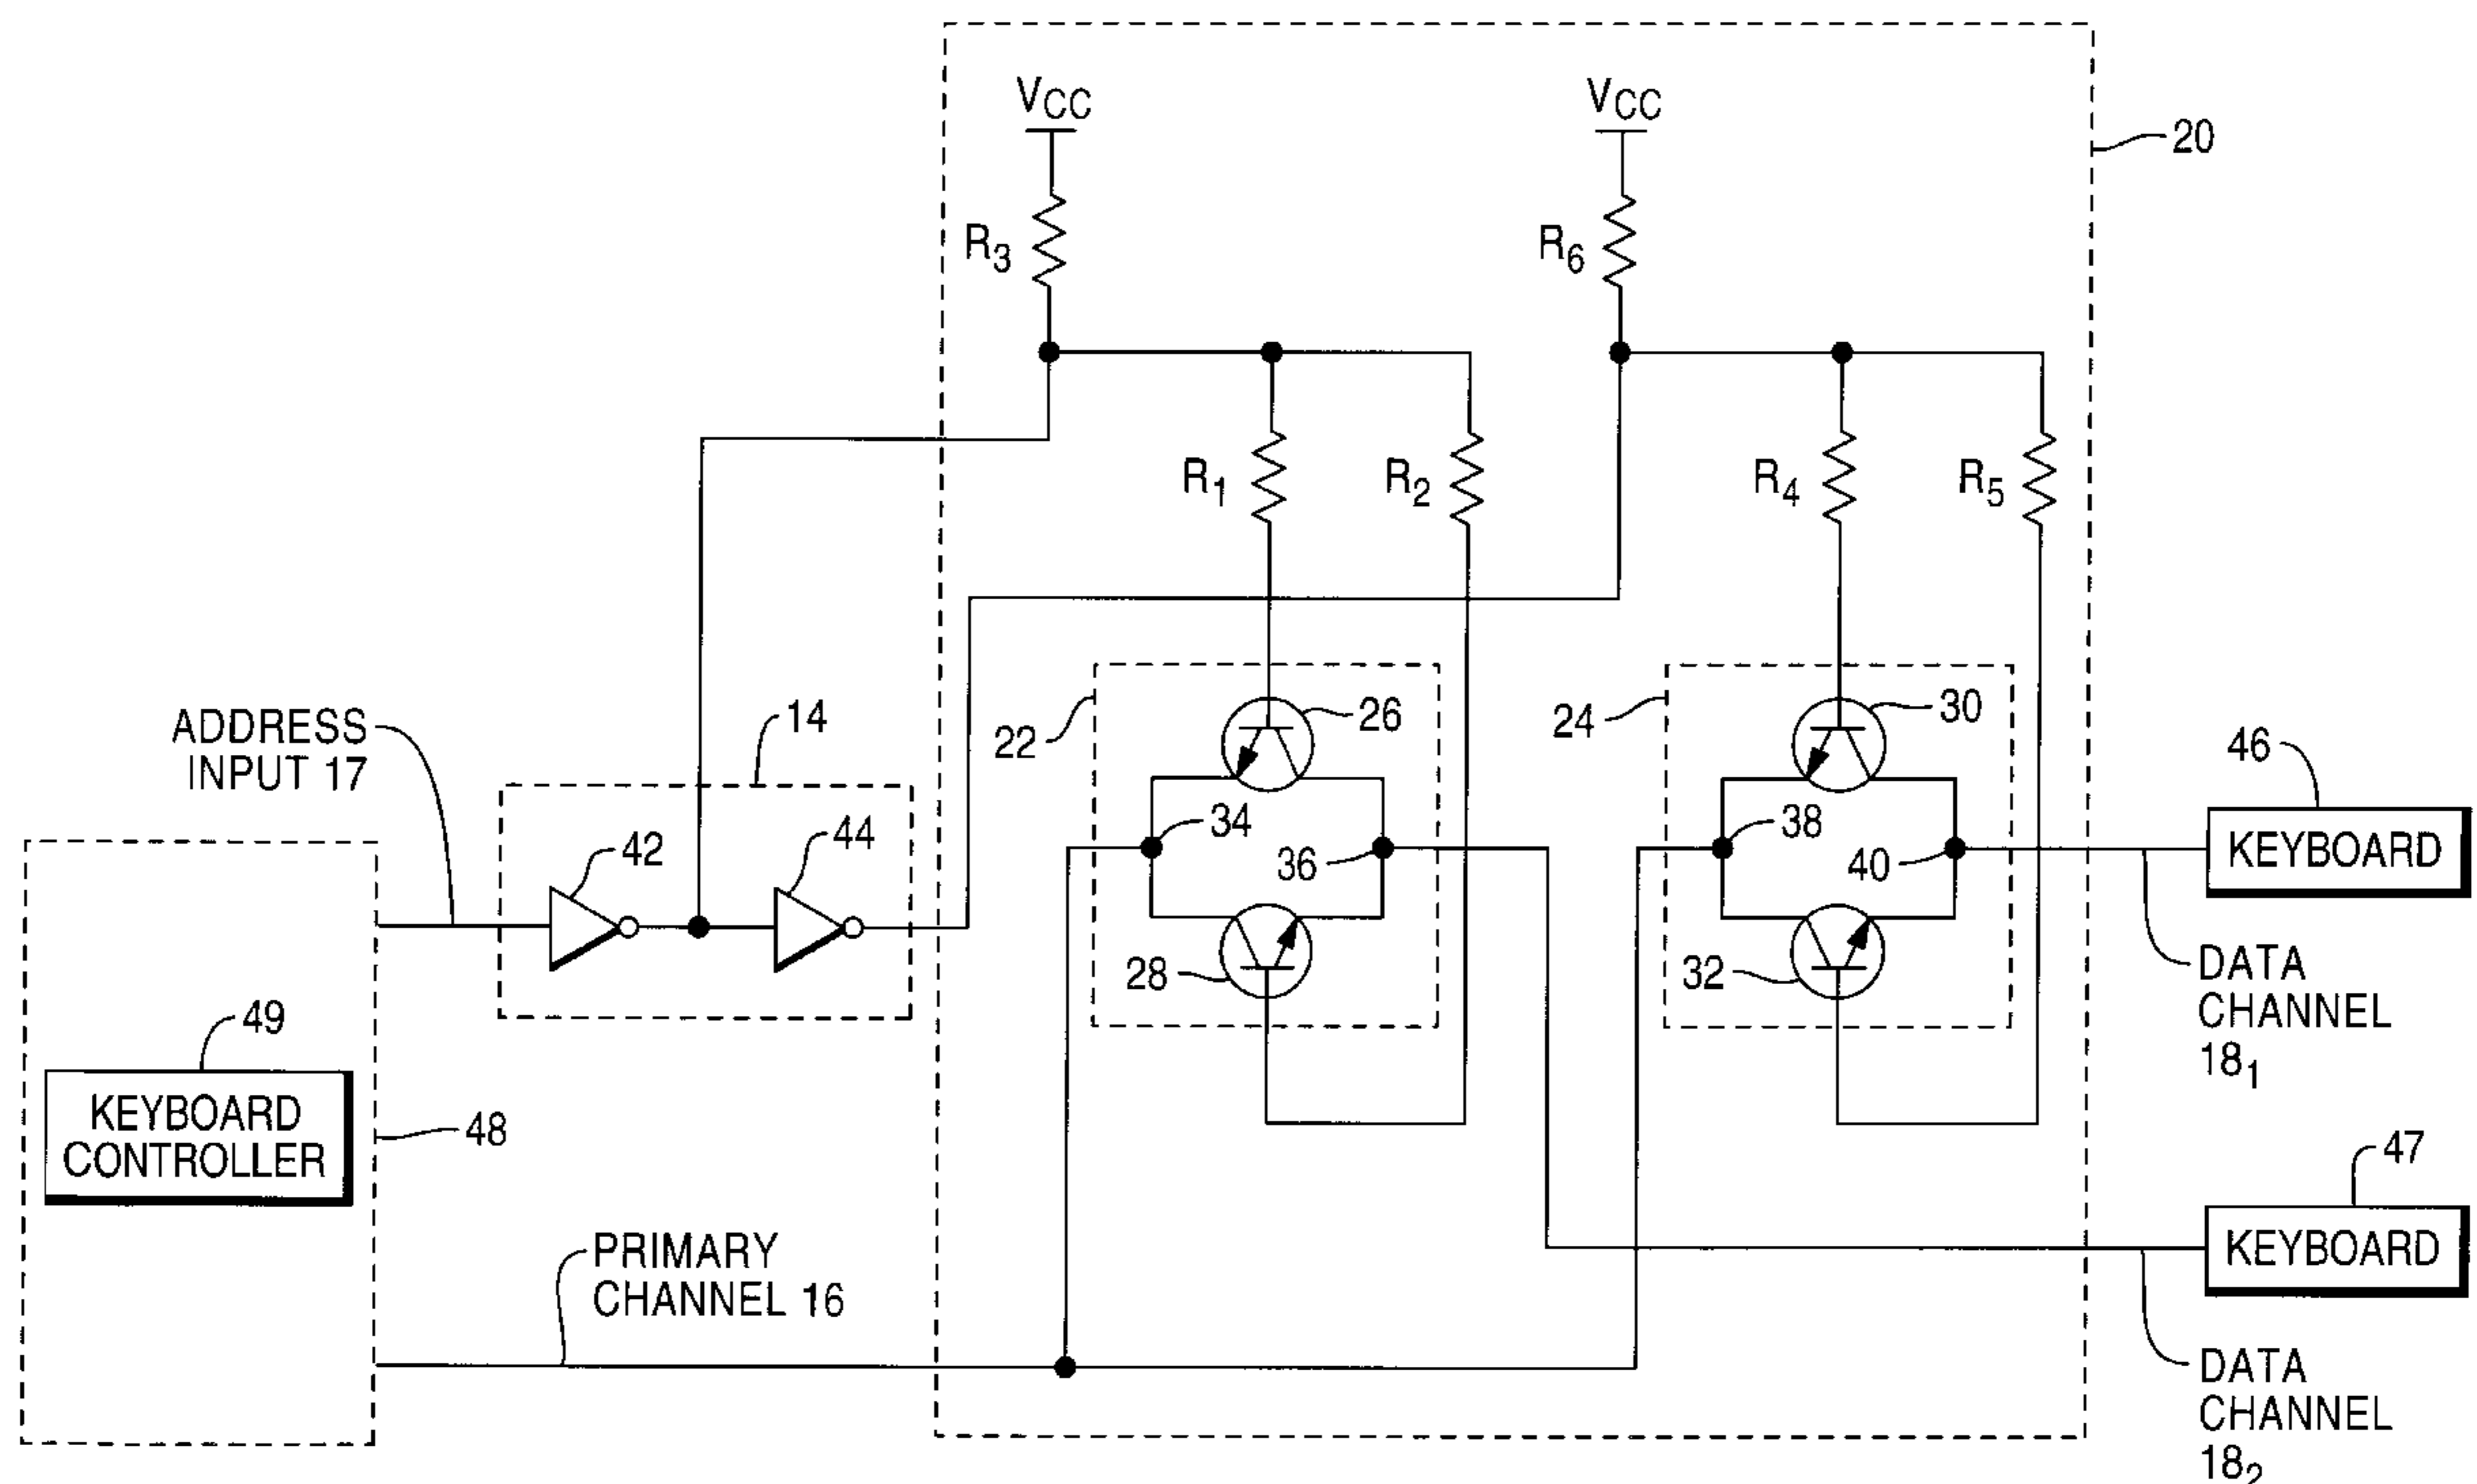 VCC
VCC
20
R3
R6
R1
R2
R4
R5
ADDRESS
INPUT 17
14
22
26
24
30
46
42
44
34
36
38
40
KEYBOARD
28
32
DATA
CHANNEL
181
49
KEYBOARD
CONTROLLER
48
47
KEYBOARD
PRIMARY
CHANNEL 16
DATA
CHANNEL
182